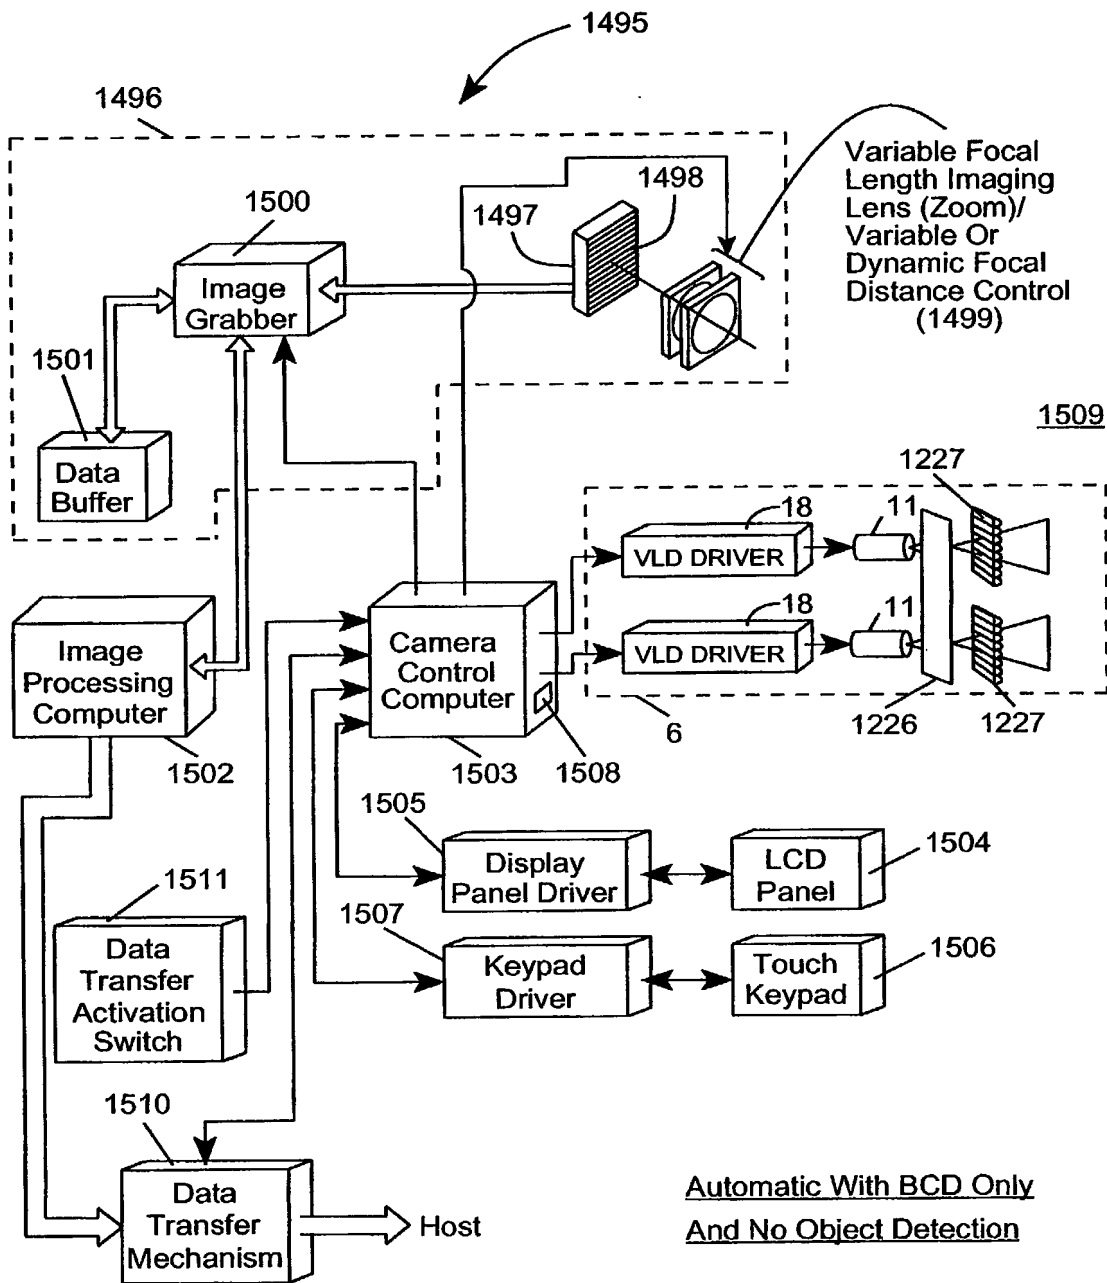 1495
1496
Variable Focal
Length Imaging
Lens (Zoom)/
Variable Or
Dynamic Focal
Distance Control
(1499)
1500
1497
1498
Image
Grabber
1501
Data
Buffer
1509
1227
18
11
VLD DRIVER
18
11
VLD DRIVER
1226
1227
6
Image
Processing
Computer
1502
Camera
Control
Computer
1503
1508
1505
Display
Panel Driver
LCD
Panel
1504
1511
Data
Transfer
Activation
Switch
1507
Keypad
Driver
Touch
Keypad
1506
1510
Data
Transfer
Mechanism
Host
Automatic With BCD Only
And No Object Detection